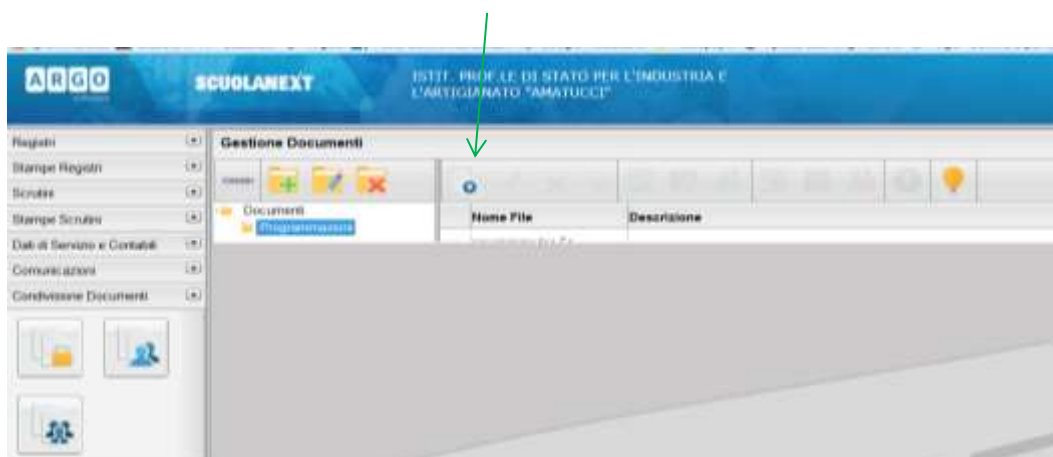 ARGO
SCUOLANEXT
ISTIT. PROF.LE DI STATO PER L'INDUSTRIA E
L'ARTIGIANATO "AMATUCCI"
Registri
Stampe Registri
Scrutini
Stampe Scrutini
Dati di Servizio e Contabili
Comunicazioni
Condivisione Documenti
Gestione Documenti
Documenti
Programmazioni
Nome File
Descrizione